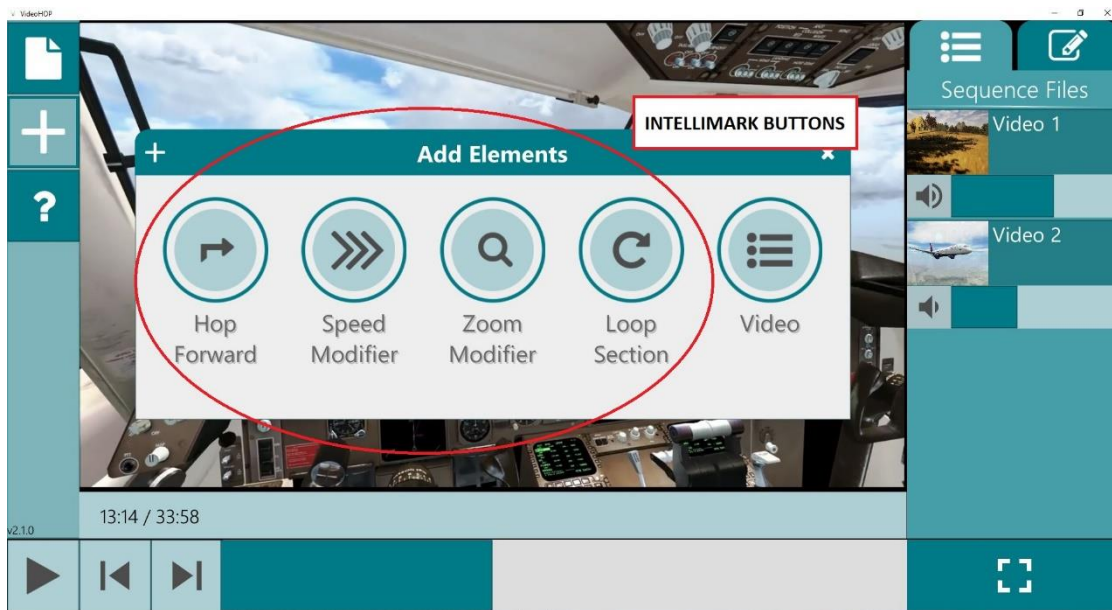 VideoHOP
Sequence Files
INTELLIMARK BUTTONS
Video 1
Add Elements
Video 2
Hop
Forward
Speed
Modifier
Zoom
Modifier
Loop
Section
Video
13:14 / 33:58
v2.1.0